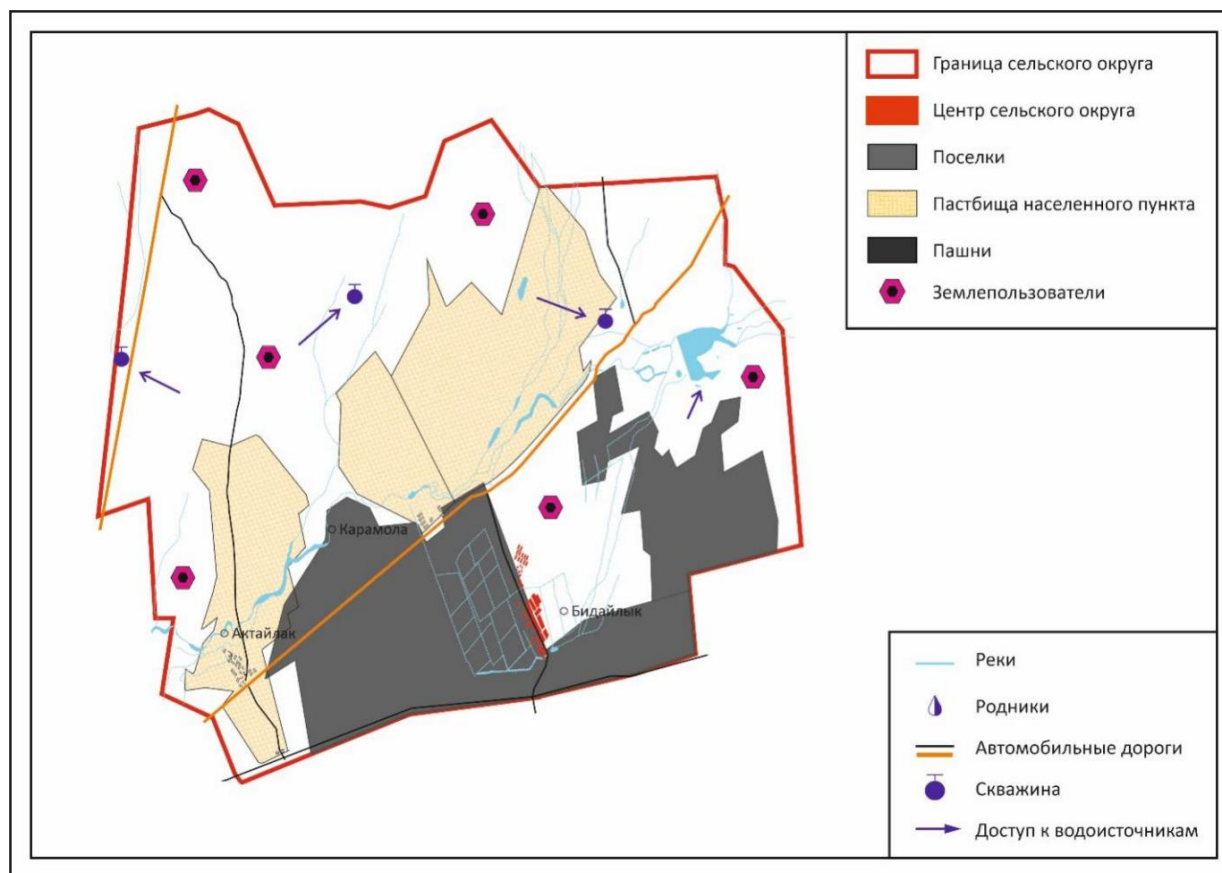 Граница сельского округа
Центр сельского округа
Поселки
Пастбища населенного пункта
Пашни
Землепользователи
Карамола
Бидайлык
Актайлак
Реки
Родники
Автомобильные дороги
Скважина
Доступ к водоисточникам